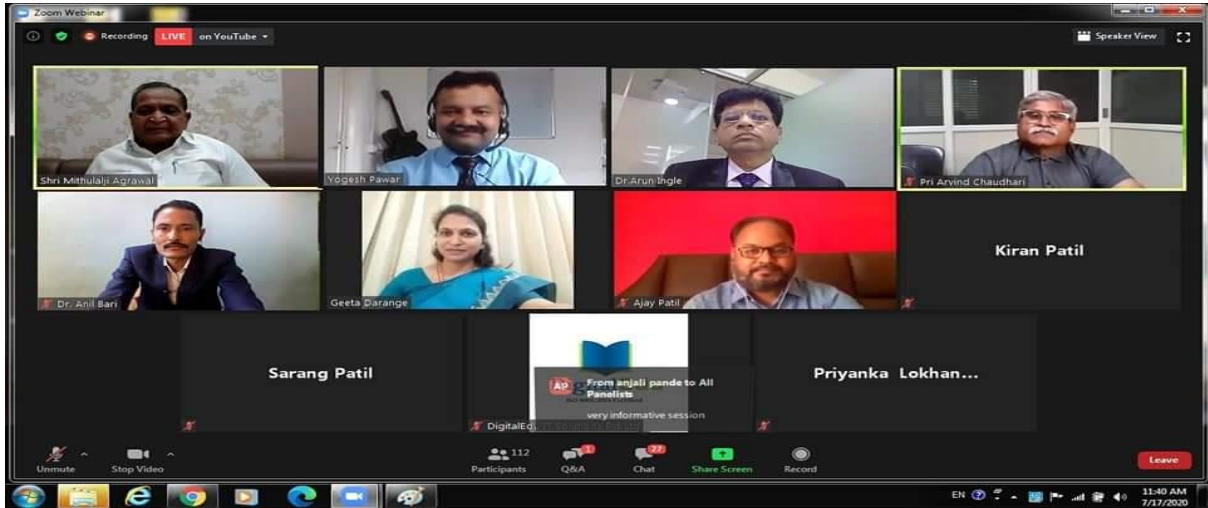 Zoom Webinar
Recording LIVE on YouTube
Speaker View
Shri Mithulalji Agrawal
Yogesh Pawar
Dr.Arun Ingle
Pri Arvind Chaudhari
Dr. Anil Bari
Geeta Darange
Ajay Patil
Kiran Patil
Sarang Patil
AP
From anjali pande to All
Panelists
very informative session
DigitalEd
Priyanka Lokhan...
Unmute
Stop Video
112
Participants
1
Q&A
27
Chat
Share Screen
Record
Leave
EN
11:40 AM
7/17/2020